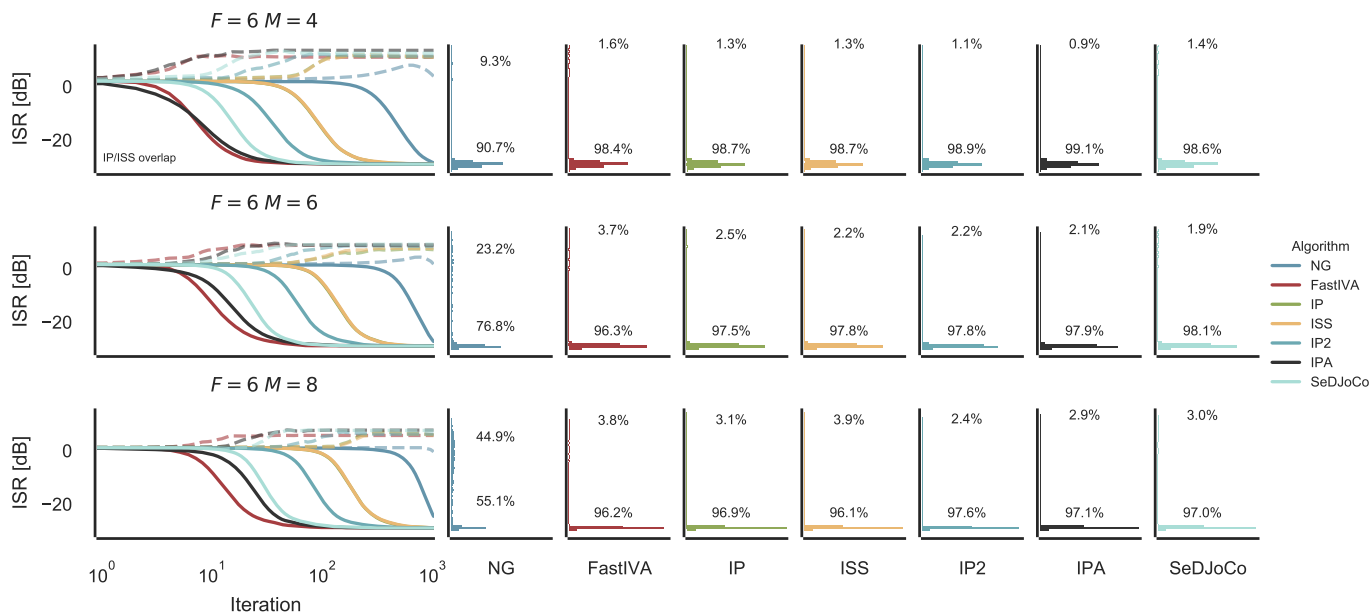 F = 6 M = 4
ISR [dB]
0
−20
IP/ISS overlap
9.3%
90.7%
1.6%
98.4%
1.3%
98.7%
1.3%
98.7%
1.1%
98.9%
0.9%
99.1%
1.4%
98.6%
F = 6 M = 6
ISR [dB]
0
−20
23.2%
76.8%
3.7%
96.3%
2.5%
97.5%
2.2%
97.8%
2.2%
97.8%
2.1%
97.9%
1.9%
98.1%
F = 6 M = 8
ISR [dB]
0
−20
44.9%
55.1%
3.8%
96.2%
3.1%
96.9%
3.9%
96.1%
2.4%
97.6%
2.9%
97.1%
3.0%
97.0%
10^0
10^1
10^2
10^3
Iteration
NG
FastIVA
IP
ISS
IP2
IPA
SeDJoCo
Algorithm
NG
FastIVA
IP
ISS
IP2
IPA
SeDJoCo